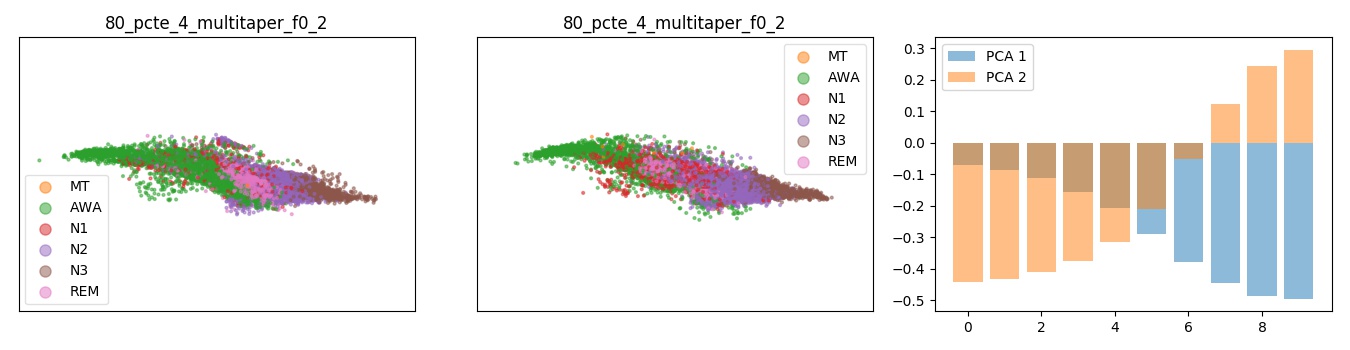 80_pcte_4_multitaper_f0_2
MT
AWA
N1
N2
N3
REM
80_pcte_4_multitaper_f0_2
MT
AWA
N1
N2
N3
REM
PCA 1
PCA 2
0.3
0.2
0.1
0.0
−0.1
−0.2
−0.3
−0.4
−0.5
0 2 4 6 8